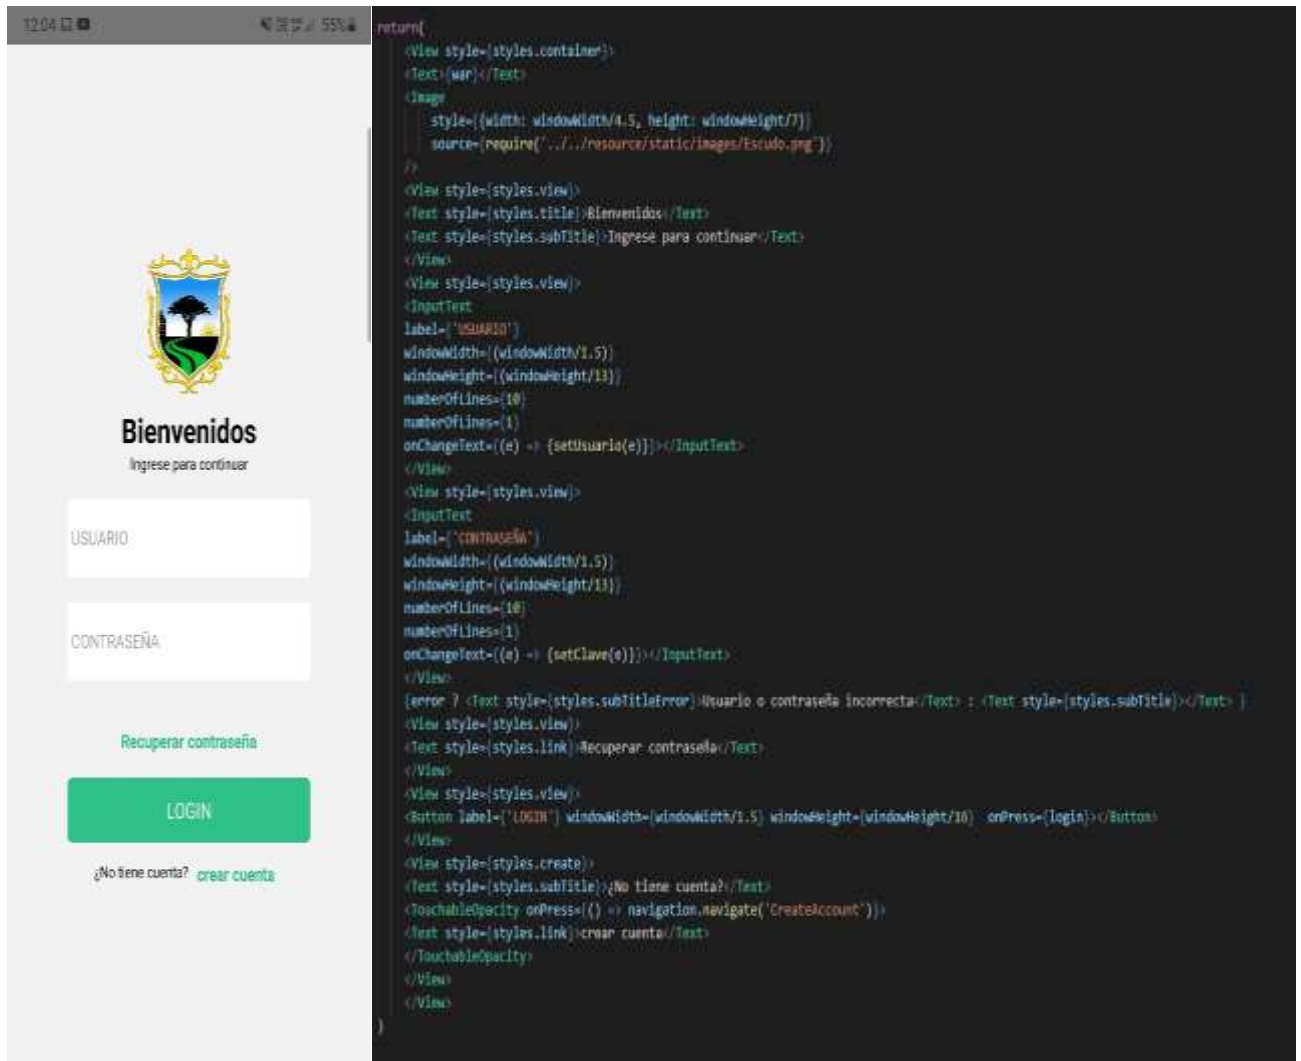 12:04 55%
Bienvenidos
Ingrese para continuar
USUARIO
CONTRASEÑA
Recuperar contraseña
LOGIN
¿No tiene cuenta? crear cuenta
return(
<View style={styles.container}>
<Text>{war}</Text>
<Image
style={{width: windowWidth/4.5, height: windowHeight/7}}
source={require('../../resource/static/images/Escudo.png')}
/>
<View style={styles.view}>
<Text style={styles.title}>Bienvenidos</Text>
<Text style={styles.subTitle}>Ingrese para continuar</Text>
</View>
<View style={styles.view}>
<InputText
label={'USUARIO'}
windowWidth={(windowWidth/1.5)}
windowHeight={(windowHeight/13)}
numberOfLines={10}
numberOfLines={1}
onChangeText={(e) => {setUsuario(e)}}></InputText>
</View>
<View style={styles.view}>
<InputText
label={'CONTRASEÑA'}
windowWidth={(windowWidth/1.5)}
windowHeight={(windowHeight/13)}
numberOfLines={10}
numberOfLines={1}
onChangeText={(e) => {setClave(e)}}></InputText>
</View>
{error ? <Text style={styles.subTitleError}>Usuario o contraseña incorrecta</Text> : <Text style={styles.subTitle}></Text> }
<View style={styles.view}>
<Text style={styles.link}>Recuperar contraseña</Text>
</View>
<View style={styles.view}>
<Button label={'LOGIN'} windowWidth={windowWidth/1.5} windowHeight={windowHeight/16} onPress={login}></Button>
</View>
<View style={styles.create}>
<Text style={styles.subTitle}>¿No tiene cuenta?</Text>
<TouchableOpacity onPress={() => navigation.navigate('CreateAccount')}>
<Text style={styles.link}>crear cuenta</Text>
</TouchableOpacity>
</View>
</View>
)